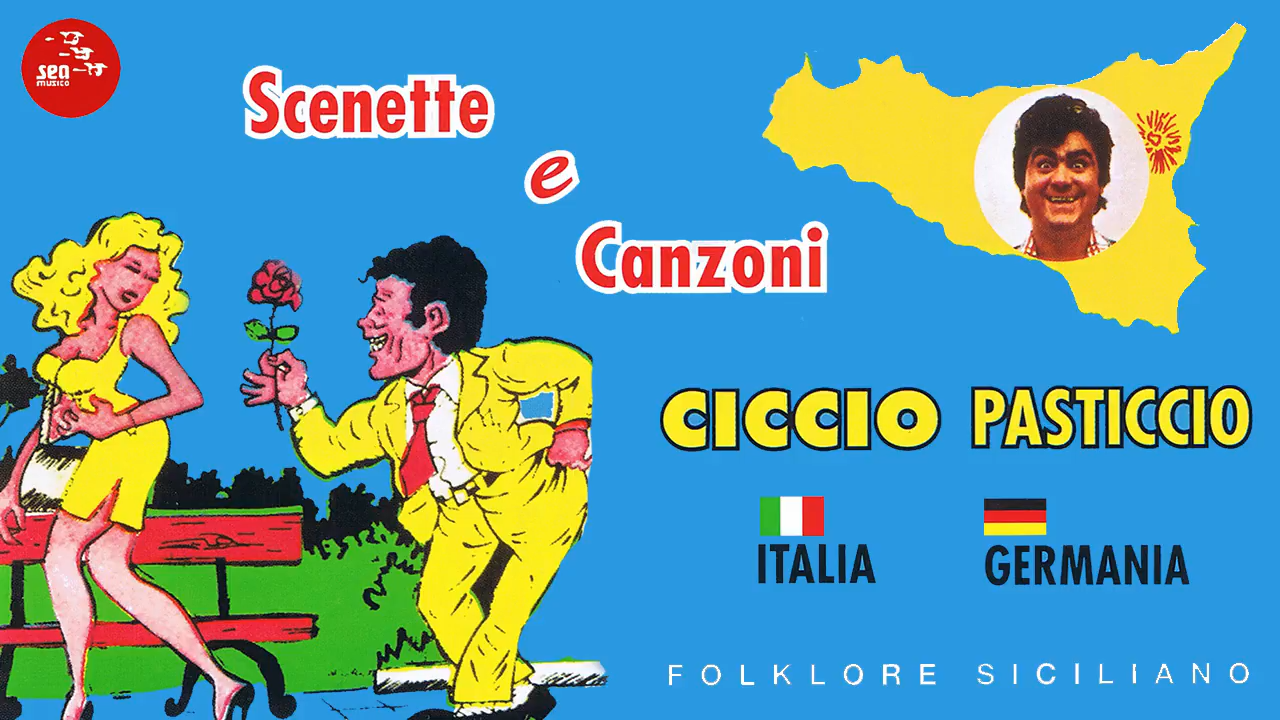 sea
musica
Scenette
e
Canzoni
CICCIO PASTICCIO
ITALIA
GERMANIA
FOLKLORE SICILIANO